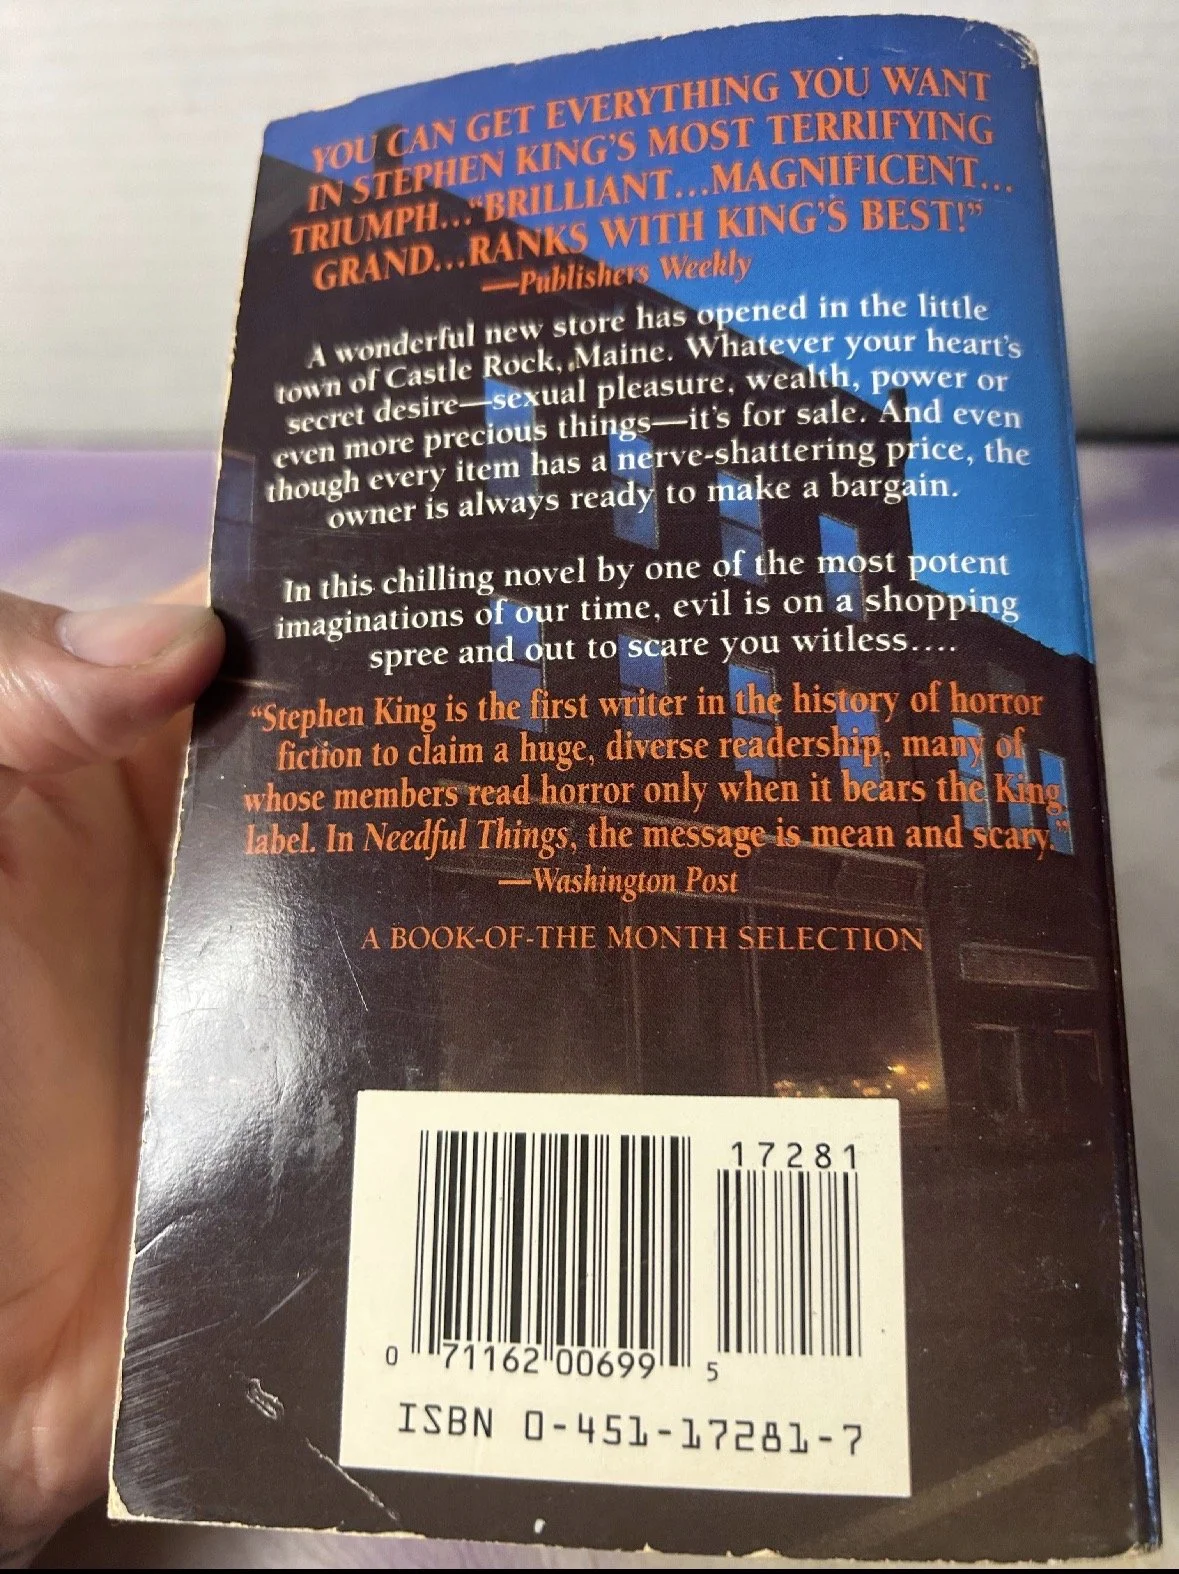 YOU CAN GET EVERYTHING YOU WANT
IN STEPHEN KING'S MOST TERRIFYING
TRIUMPH..."BRILLIANT...MAGNIFICENT...
GRAND...RANKS WITH KING'S BEST!"
—Publishers Weekly
A wonderful new store has opened in the little
town of Castle Rock, Maine. Whatever your heart's
secret desire—sexual pleasure, wealth, power or
even more precious things—it's for sale. And even
though every item has a nerve-shattering price, the
owner is always ready to make a bargain.
In this chilling novel by one of the most potent
imaginations of our time, evil is on a shopping
spree and out to scare you witless....
"Stephen King is the first writer in the history of horror
fiction to claim a huge, diverse readership, many of
whose members read horror only when it bears the King
label. In Needful Things, the message is mean and scary."
—Washington Post
A BOOK-OF-THE MONTH SELECTION
17281
0 71162 00699 5
ISBN 0-451-17281-7